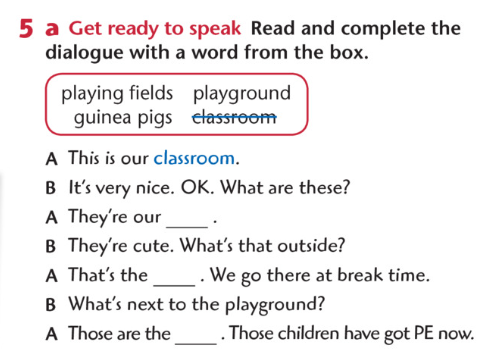 5 a Get ready to speak Read and complete the
dialogue with a word from the box.
playing fields playground
guinea pigs classroom
A This is our classroom.
B It's very nice. OK. What are these?
A They're our ____ .
B They're cute. What's that outside?
A That's the ____ . We go there at break time.
B What's next to the playground?
A Those are the ____ . Those children have got PE now.